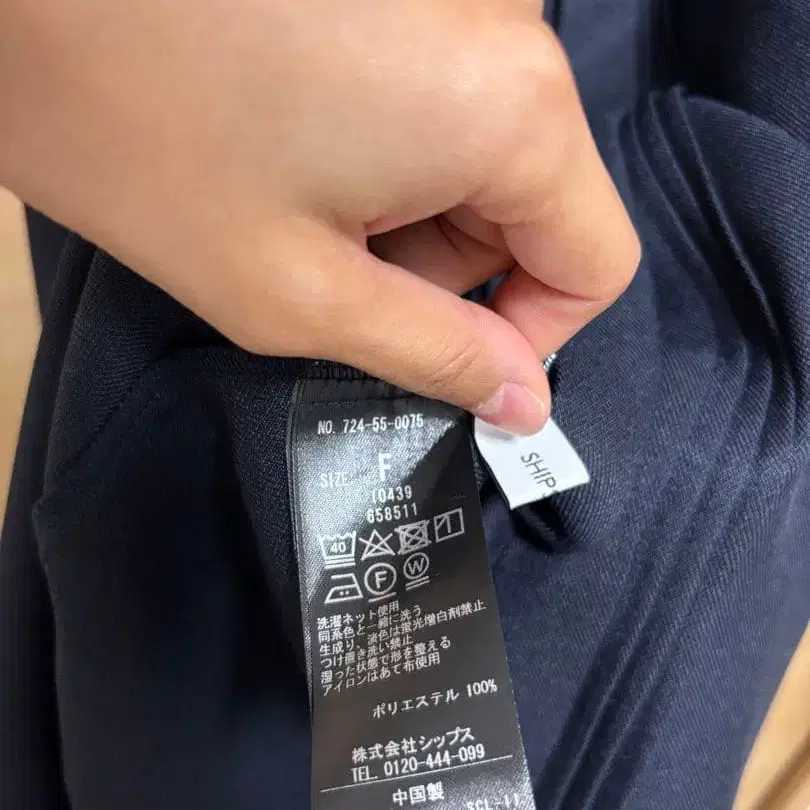 NO. 724-55-0075
SIZE F
10439
658511
40
F
W
洗濯ネット使用
同系色と一緒に洗う
生成り、淡色は蛍光増白剤禁止
つけ置き洗い禁止
湿った状態で形を整える
アイロンはあて布使用
ポリエステル 100%
株式会社シップス
TEL. 0120-444-099
中国製
SCL-11
SHIP